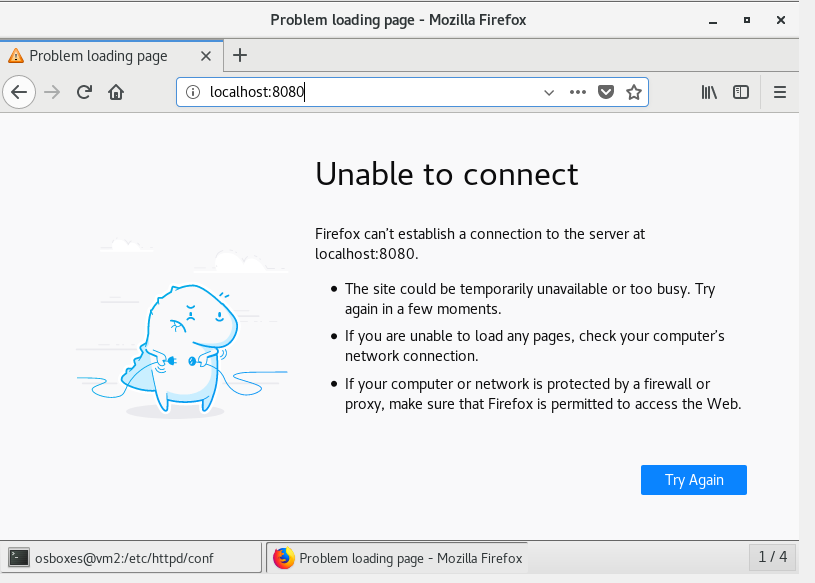 Problem loading page - Mozilla Firefox
Problem loading page
localhost:8080
Unable to connect
Firefox can’t establish a connection to the server at
localhost:8080.
The site could be temporarily unavailable or too busy. Try
again in a few moments.
If you are unable to load any pages, check your computer’s
network connection.
If your computer or network is protected by a firewall or
proxy, make sure that Firefox is permitted to access the Web.
Try Again
osboxes@vm2:/etc/httpd/conf
Problem loading page - Mozilla Firefox
1 / 4